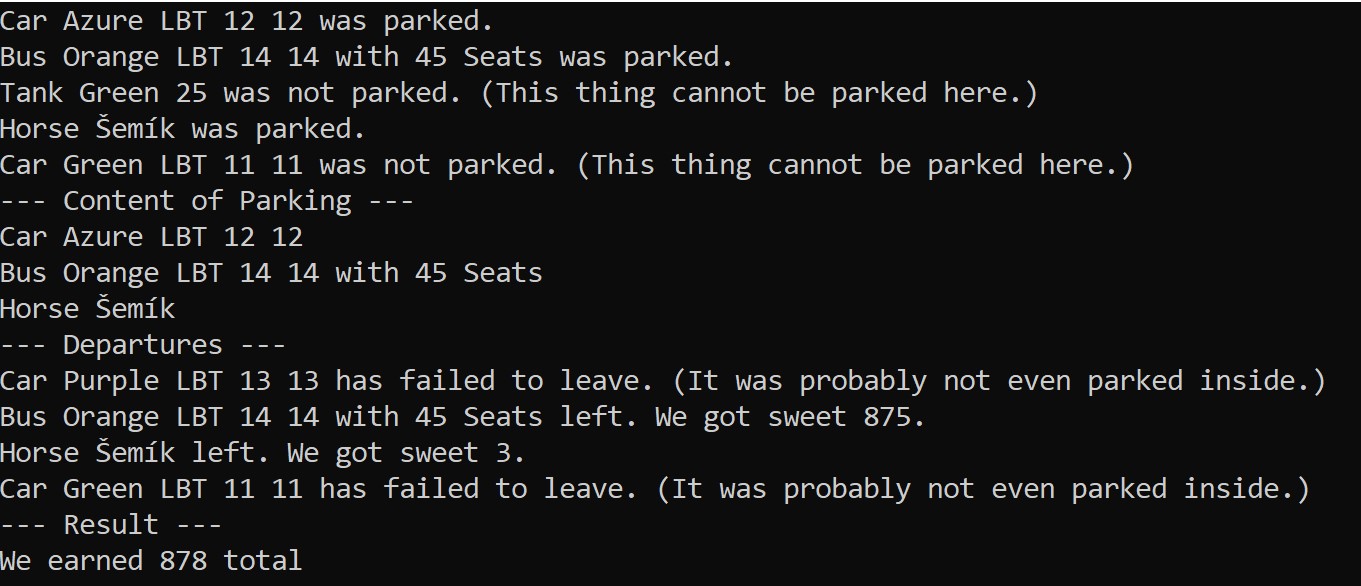 Car Azure LBT 12 12 was parked.
Bus Orange LBT 14 14 with 45 Seats was parked.
Tank Green 25 was not parked. (This thing cannot be parked here.)
Horse Šemík was parked.
Car Green LBT 11 11 was not parked. (This thing cannot be parked here.)
--- Content of Parking ---
Car Azure LBT 12 12
Bus Orange LBT 14 14 with 45 Seats
Horse Šemík
--- Departures ---
Car Purple LBT 13 13 has failed to leave. (It was probably not even parked inside.)
Bus Orange LBT 14 14 with 45 Seats left. We got sweet 875.
Horse Šemík left. We got sweet 3.
Car Green LBT 11 11 has failed to leave. (It was probably not even parked inside.)
--- Result ---
We earned 878 total